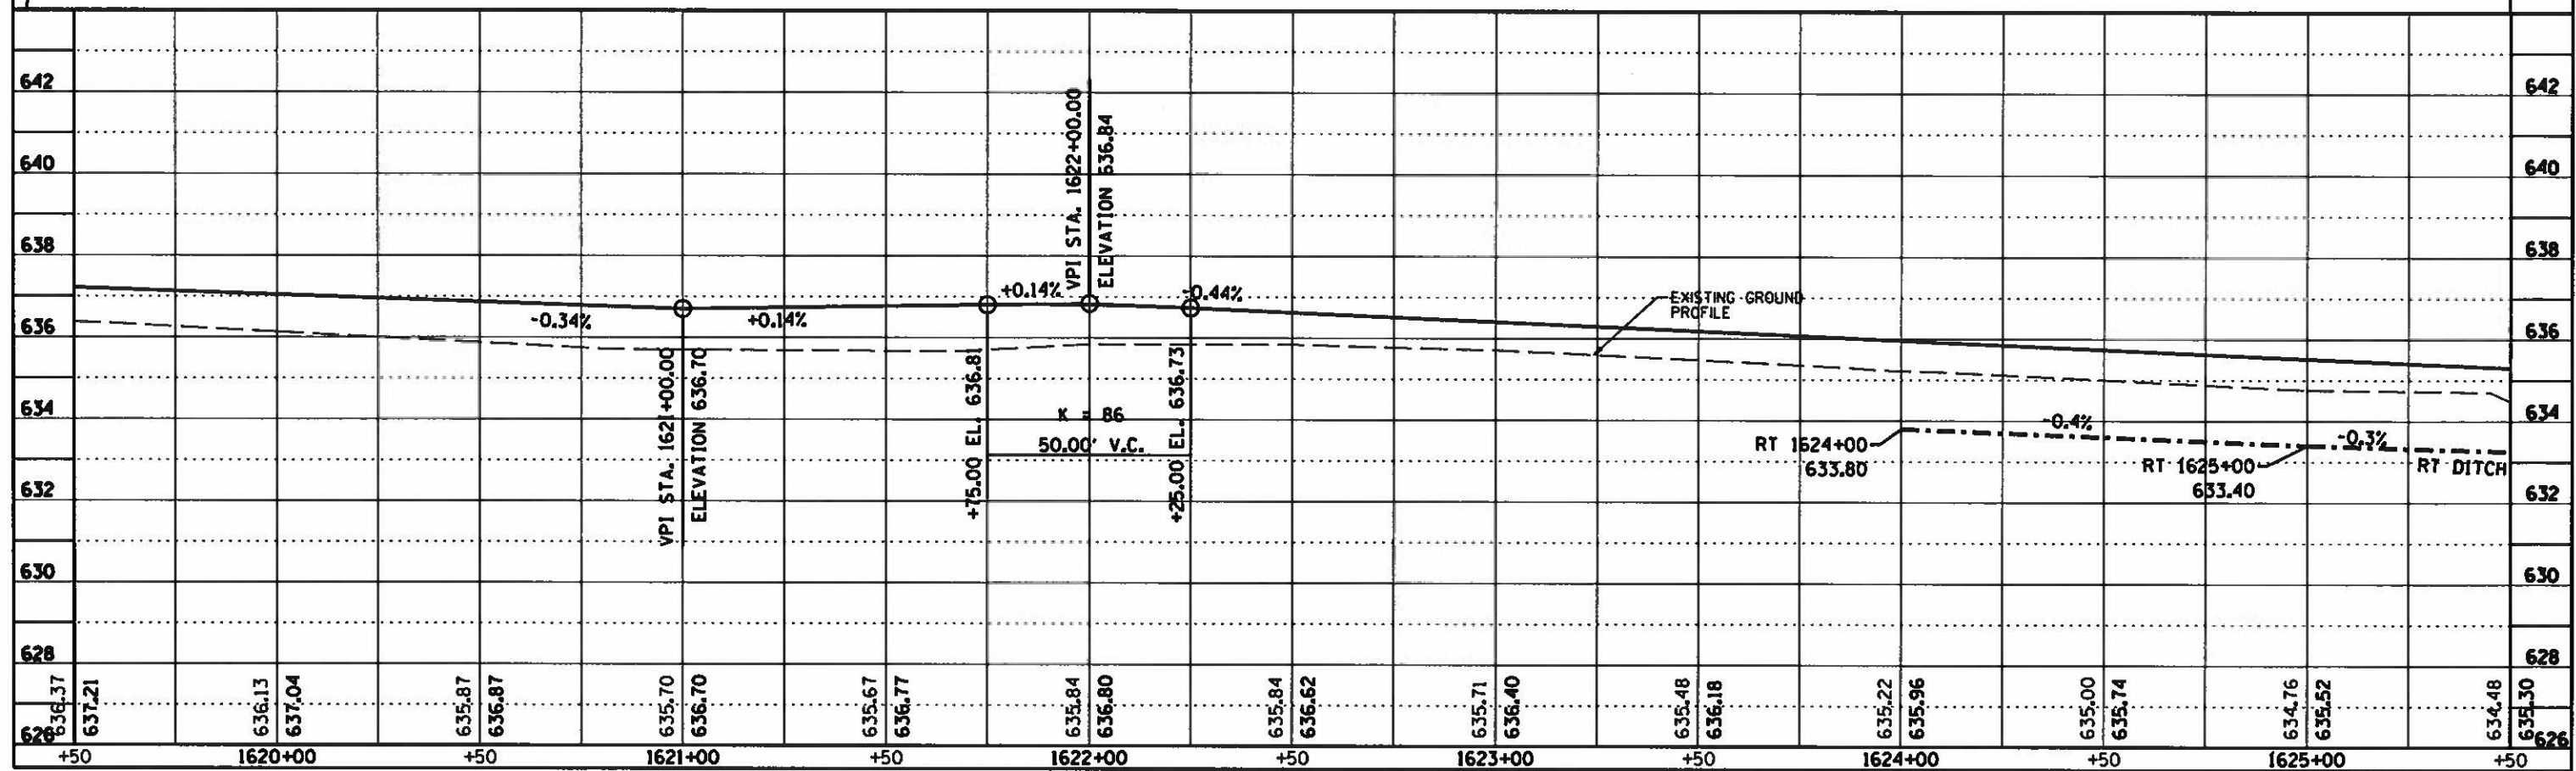 642 642
640 640
638 638
636 636
634 634
632 632
630 630
628 628
626 626
VPI STA. 1622+00.00
ELEVATION 636.84
-0.34%
+0.14%
+0.14%
-0.44%
EXISTING GROUND
PROFILE
VPI STA. 1621+00.00
ELEVATION 636.70
+75.00 EL. 636.81
K = 86
50.00' V.C.
+25.00 EL. 636.73
RT 1624+00
633.80
-0.4%
RT 1625+00
633.40
-0.3%
RT DITCH
636.37 637.21
636.13 637.04
635.87 636.87
635.70 636.70
635.67 636.77
635.84 636.80
635.84 636.62
635.71 636.40
635.48 636.18
635.22 635.96
635.00 635.74
634.76 635.52
634.48 635.30
+50 1620+00 +50 1621+00 +50 1622+00 +50 1623+00 +50 1624+00 +50 1625+00 +50